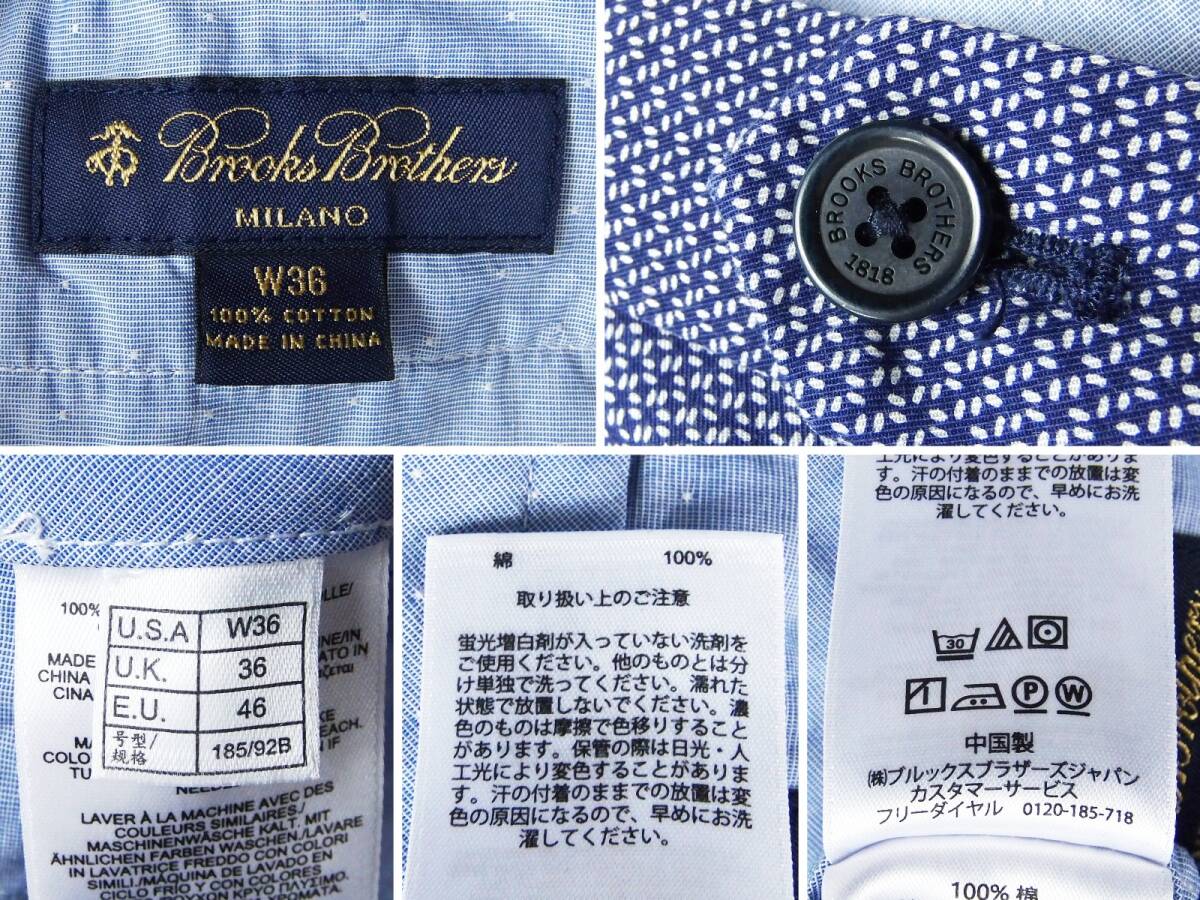 Brooks Brothers
MILANO
W36
100% COTTON
MADE IN CHINA
BROOKS BROTHERS
1818
100%
MADE
CHINA
CINA
COLO
TU
U.S.A W36
U.K. 36
E.U. 46
号型/
规格 185/92B
LAVER À LA MACHINE AVEC DES
COULEURS SIMILAIRES/
MASCHINENWÄSCHE KALT, MIT
ÄHNLICHEN FARBEN WASCHEN/LAVARE
IN LAVATRICE FREDDO CON COLORI
SIMILI/MÁQUINA DE LAVADO EN
CICLO FRÍO Y CON COLORES
綿 100%
取り扱い上のご注意
蛍光増白剤が入っていない洗剤を
ご使用ください。他のものとは分
け単独で洗ってください。濡れた
状態で放置しないでください。濃
色のものは摩擦で色移りすること
があります。保管の際は日光・人
工光により変色することがありま
す。汗の付着のままでの放置は変
色の原因になるので、早めにお洗
濯してください。
工光により変色することがありま
す。汗の付着のままでの放置は変
色の原因になるので、早めにお洗
濯してください。
30
P W
中国製
㈱ブルックスブラザーズジャパン
カスタマーサービス
フリーダイヤル 0120-185-718
100% 棉